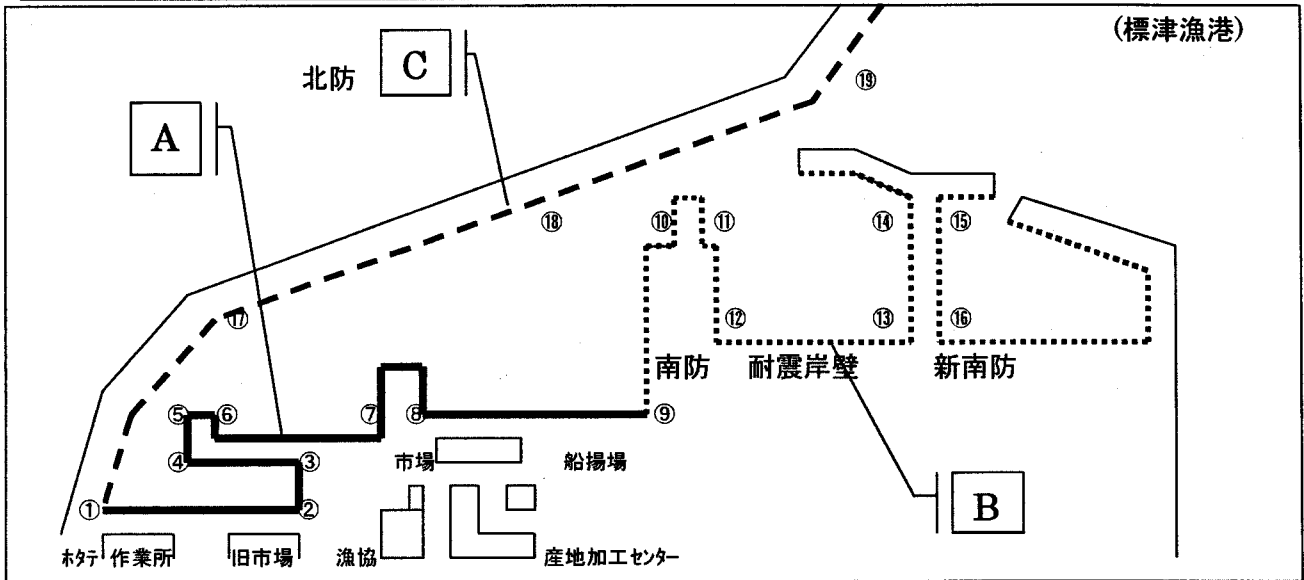 (標津漁港)
C
北防
A
⑲
⑱
⑩
⑪
⑭
⑮
⑰
⑫
⑬
⑯
南防
耐震岸壁
新南防
⑤
⑥
⑦
⑧
⑨
④
③
市場
船揚場
①
②
B
ホタテ作業所
旧市場
漁協
産地加工センター